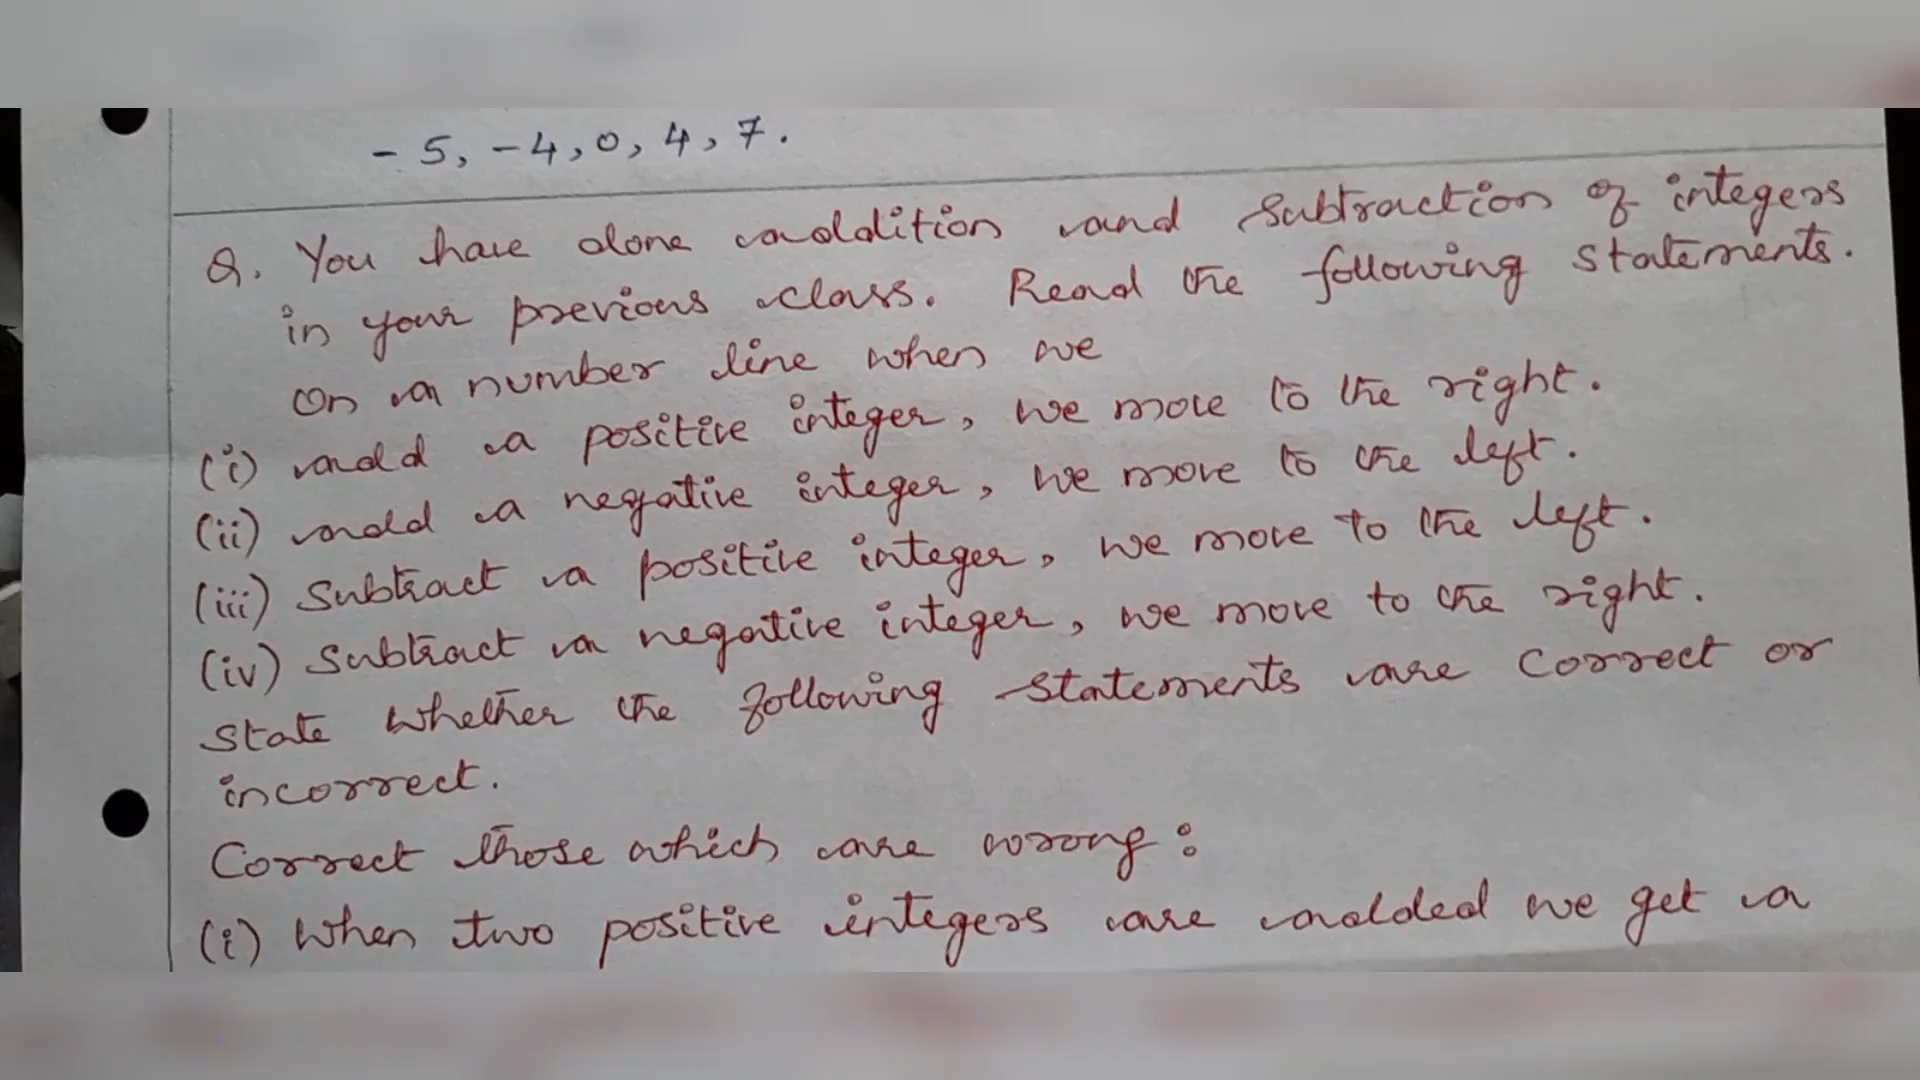 - 5, -4, 0, 4, 7.
Q. You have done addition and subtraction of integers
in your previous class. Read the following statements.
On a number line when we
(i) add a positive integer, we move to the right.
(ii) add a negative integer, we move to the left.
(iii) Subtract a positive integer, we move to the left.
(iv) Subtract a negative integer, we move to the right.
State whether the following statements are correct or
incorrect.
Correct those which are wrong:
(i) When two positive integers are added we get a